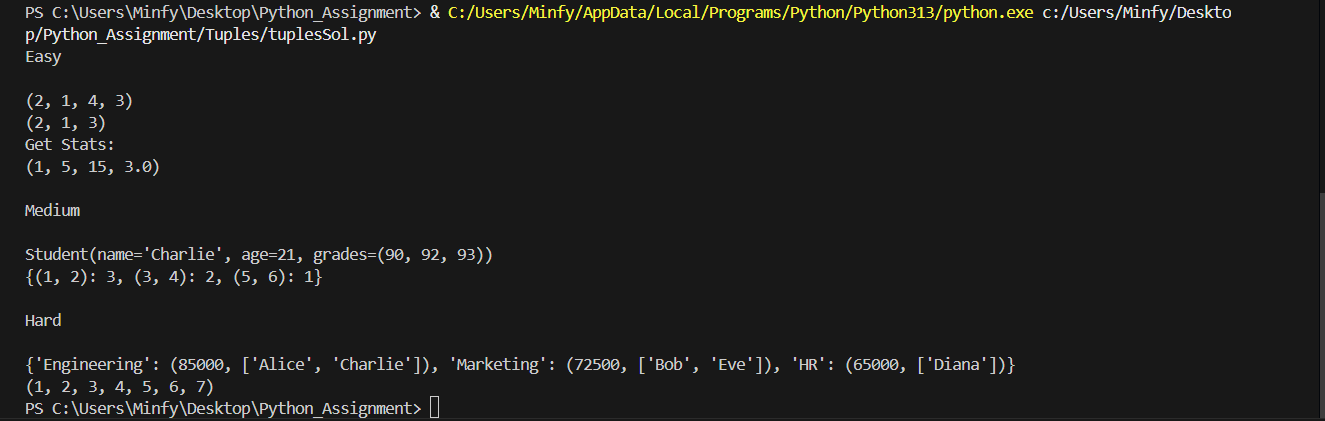 PS C:\Users\Minfy\Desktop\Python_Assignment> & C:/Users/Minfy/AppData/Local/Programs/Python/Python313/python.exe c:/Users/Minfy/Deskto
p/Python_Assignment/Tuples/tuplesSol.py
Easy
(2, 1, 4, 3)
(2, 1, 3)
Get Stats:
(1, 5, 15, 3.0)
Medium
Student(name='Charlie', age=21, grades=(90, 92, 93))
{(1, 2): 3, (3, 4): 2, (5, 6): 1}
Hard
{'Engineering': (85000, ['Alice', 'Charlie']), 'Marketing': (72500, ['Bob', 'Eve']), 'HR': (65000, ['Diana'])}
(1, 2, 3, 4, 5, 6, 7)
PS C:\Users\Minfy\Desktop\Python_Assignment>